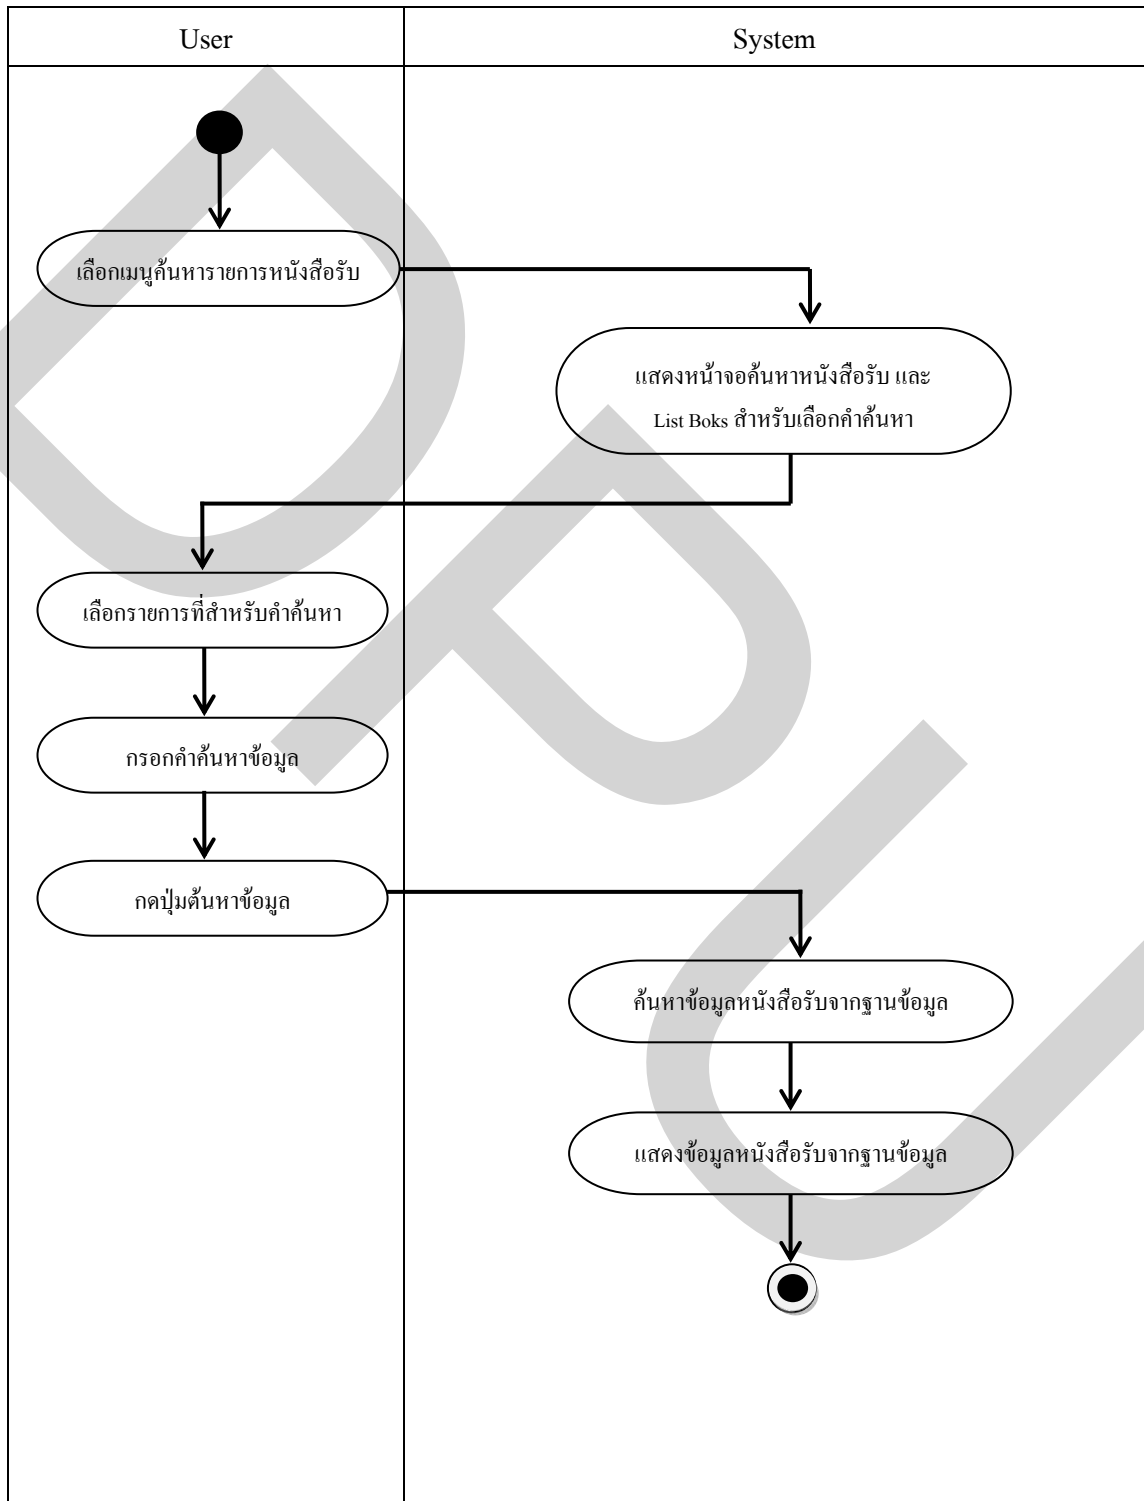 User
System
เลือกเมนูค้นหารายการหนังสือรับ
แสดงหน้าจอค้นหาหนังสือรับ และ
List Boks สำหรับเลือกคำค้นหา
เลือกรายการที่สำหรับคำค้นหา
กรอกคำค้นหาข้อมูล
กดปุ่มต้นหาข้อมูล
ค้นหาข้อมูลหนังสือรับจากฐานข้อมูล
แสดงข้อมูลหนังสือรับจากฐานข้อมูล
DPU